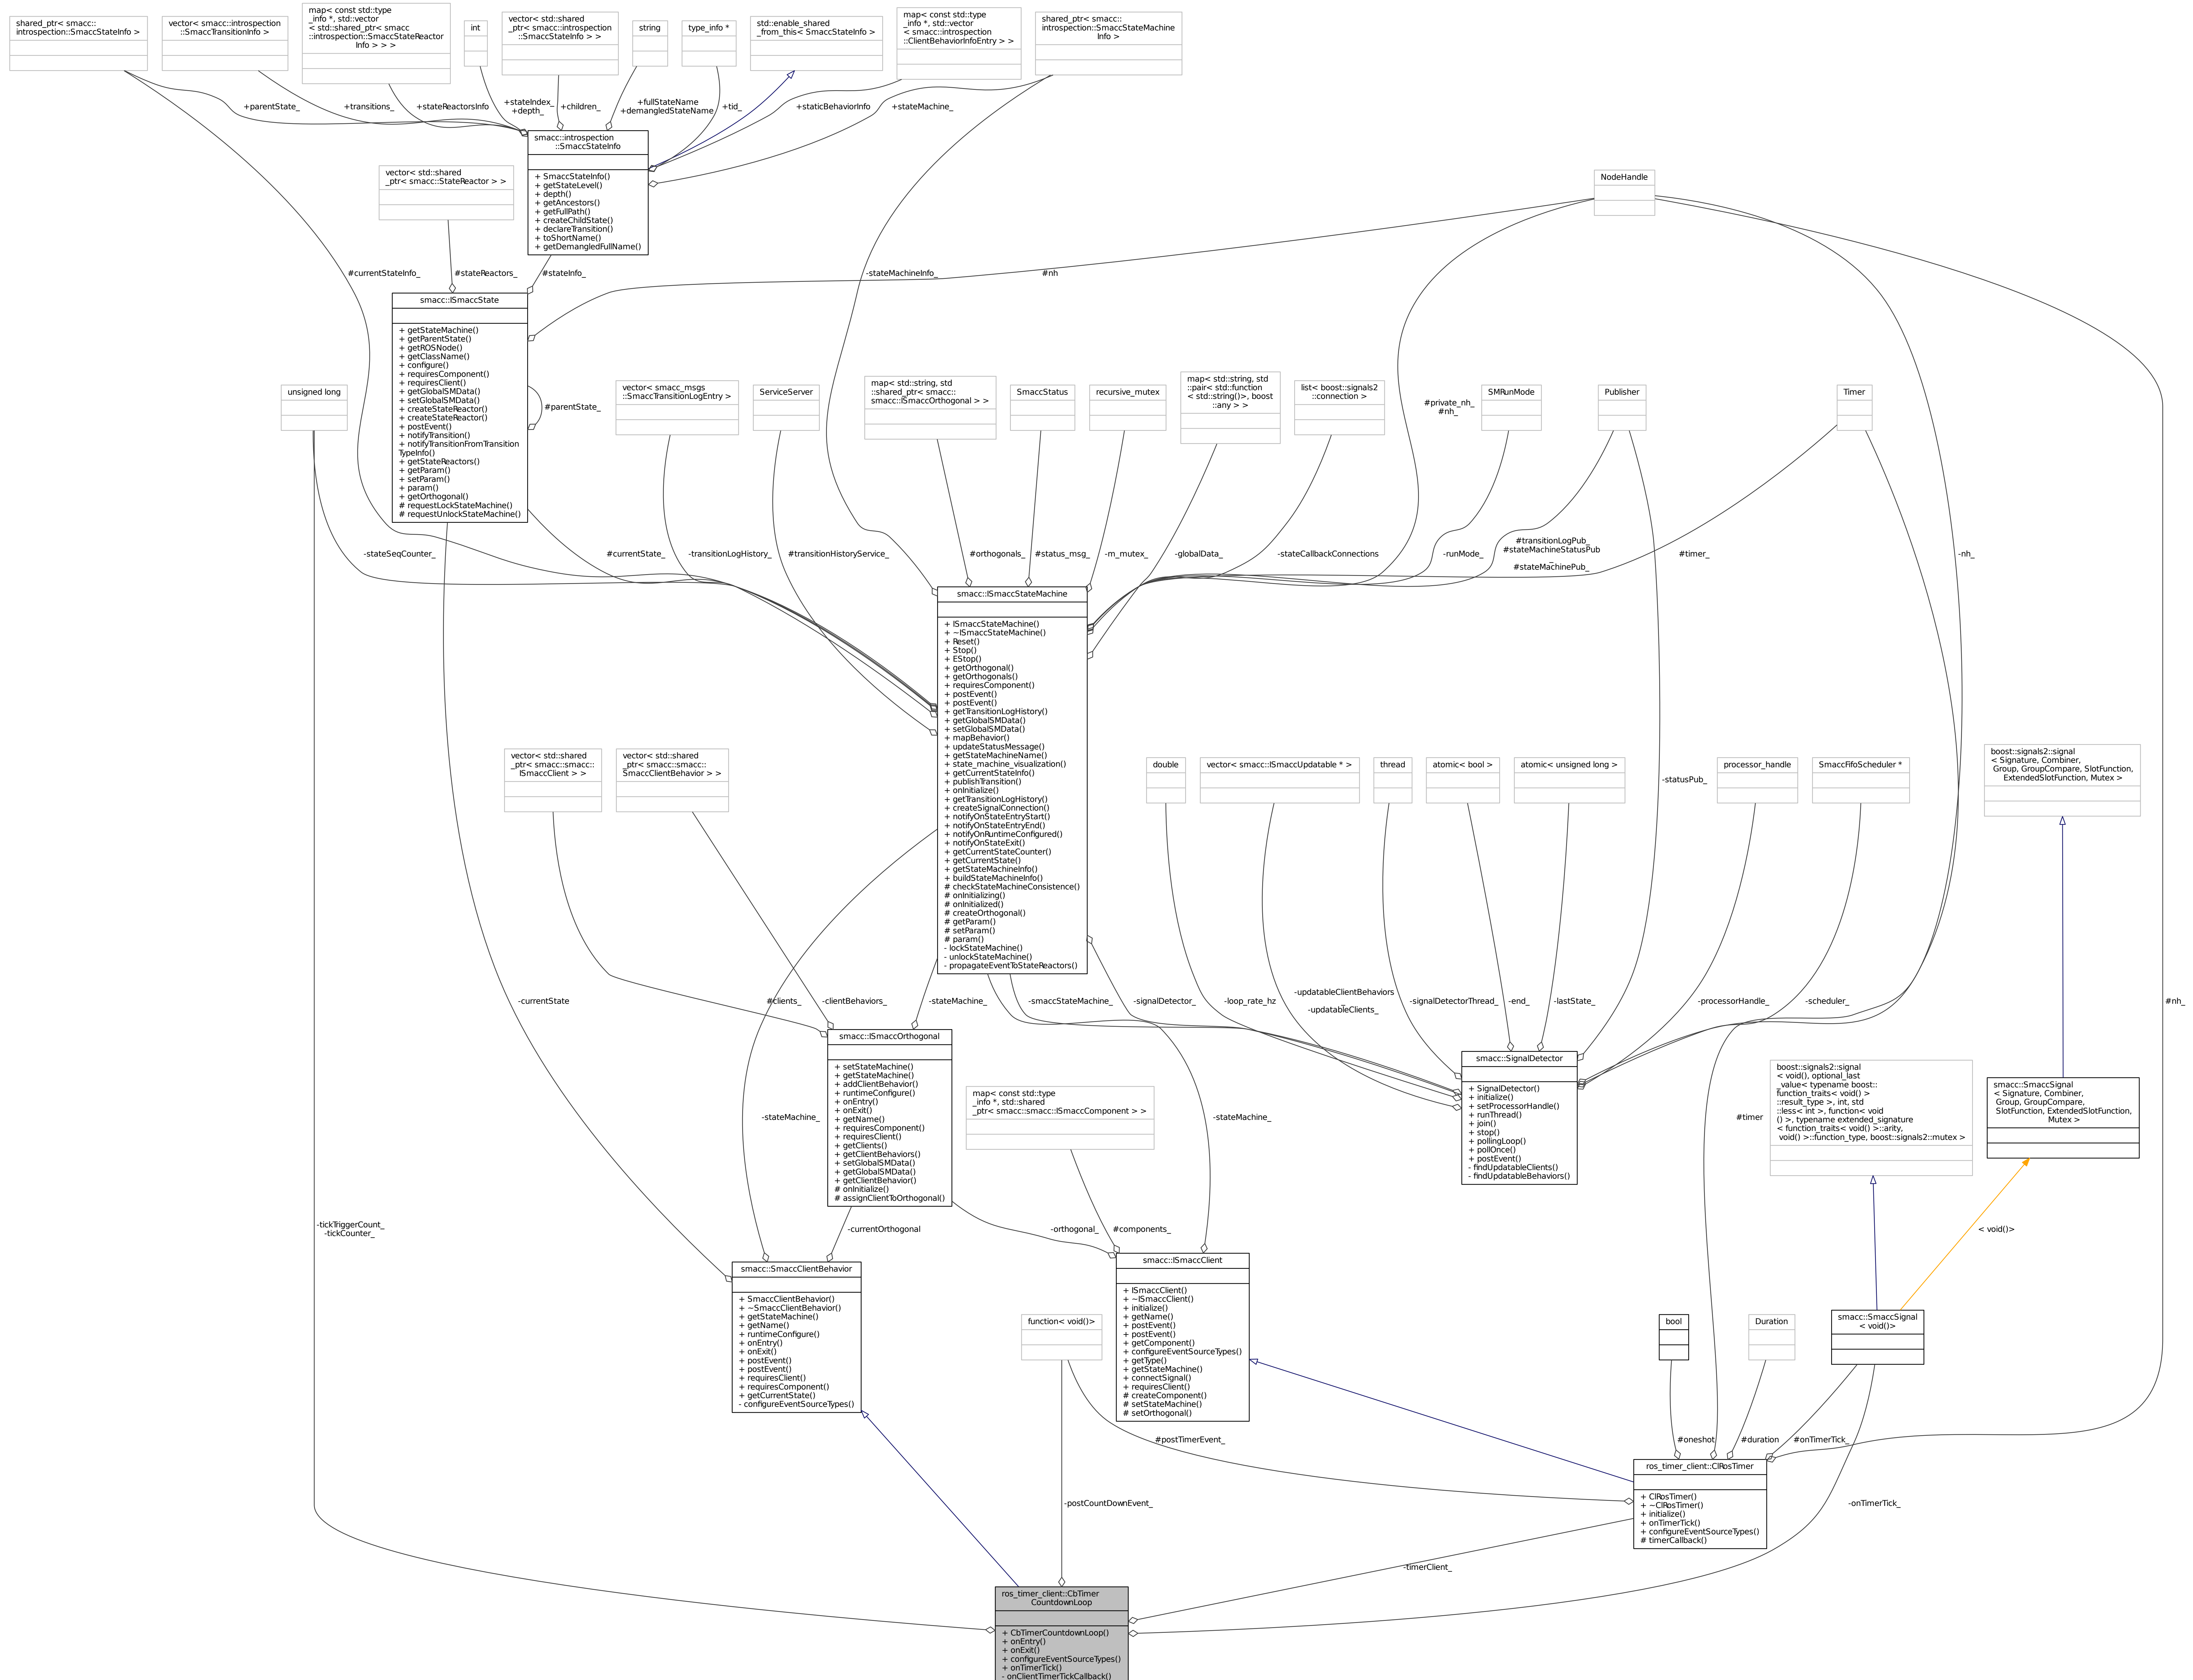 shared_ptr< smacc::
introspection::SmaccStateInfo >
vector< smacc::introspection
::SmaccTransitionInfo >
map< const std::type
_info *, std::vector
< std::shared_ptr< smacc
::introspection::SmaccStateReactor
Info > > >
int
vector< std::shared
_ptr< smacc::introspection
::SmaccStateInfo > >
string
type_info *
std::enable_shared
_from_this< SmaccStateInfo >
map< const std::type
_info *, std::vector
< smacc::introspection
::ClientBehaviorInfoEntry > >
shared_ptr< smacc::
introspection::SmaccStateMachine
Info >
+parentState_
+transitions_
+stateReactorsInfo
+stateIndex_
+depth_
+children_
+fullStateName
+demangledStateName
+tid_
+staticBehaviorInfo
+stateMachine_
smacc::introspection
::SmaccStateInfo
+ SmaccStateInfo()
+ getStateLevel()
+ depth()
+ getAncestors()
+ getFullPath()
+ createChildState()
+ declareTransition()
+ toShortName()
+ getDemangledFullName()
vector< std::shared
_ptr< smacc::StateReactor > >
NodeHandle
#currentStateInfo_
#stateReactors_
#stateInfo_
-stateMachineInfo_
#nh
smacc::ISmaccState
+ getStateMachine()
+ getParentState()
+ getROSNode()
+ getClassName()
+ configure()
+ requiresComponent()
+ requiresClient()
+ getGlobalSMData()
+ setGlobalSMData()
+ createStateReactor()
+ createStateReactor()
+ postEvent()
+ notifyTransition()
+ notifyTransitionFromTransition
TypeInfo()
+ getStateReactors()
+ getParam()
+ setParam()
+ param()
+ getOrthogonal()
# requestLockStateMachine()
# requestUnlockStateMachine()
#parentState_
unsigned long
vector< smacc_msgs
::SmaccTransitionLogEntry >
ServiceServer
map< std::string, std
::shared_ptr< smacc::
smacc::ISmaccOrthogonal > >
SmaccStatus
recursive_mutex
map< std::string, std
::pair< std::function
< std::string()>, boost
::any > >
list< boost::signals2
::connection >
#private_nh_
#nh_
SMRunMode
Publisher
Timer
-stateSeqCounter_
#currentState_
-transitionLogHistory_
#transitionHistoryService_
#orthogonals_
#status_msg_
-m_mutex_
-globalData_
-stateCallbackConnections
-runMode_
#transitionLogPub_
#stateMachineStatusPub
_
#stateMachinePub_
#timer_
-nh_
smacc::ISmaccStateMachine
+ ISmaccStateMachine()
+ ~ISmaccStateMachine()
+ Reset()
+ Stop()
+ EStop()
+ getOrthogonal()
+ getOrthogonals()
+ requiresComponent()
+ postEvent()
+ postEvent()
+ getTransitionLogHistory()
+ getGlobalSMData()
+ setGlobalSMData()
+ mapBehavior()
+ updateStatusMessage()
+ getStateMachineName()
+ state_machine_visualization()
+ getCurrentStateInfo()
+ publishTransition()
+ onInitialize()
+ getTransitionLogHistory()
+ createSignalConnection()
+ notifyOnStateEntryStart()
+ notifyOnStateEntryEnd()
+ notifyOnRuntimeConfigured()
+ notifyOnStateExit()
+ getCurrentStateCounter()
+ getCurrentState()
+ getStateMachineInfo()
+ buildStateMachineInfo()
# checkStateMachineConsistence()
# onInitializing()
# onInitialized()
# createOrthogonal()
# getParam()
# setParam()
# param()
- lockStateMachine()
- unlockStateMachine()
- propagateEventToStateReactors()
vector< std::shared
_ptr< smacc::smacc::
ISmaccClient > >
vector< std::shared
_ptr< smacc::smacc::
SmaccClientBehavior > >
double
vector< smacc::ISmaccUpdatable * >
thread
atomic< bool >
atomic< unsigned long >
-statusPub_
processor_handle
SmaccFifoScheduler *
boost::signals2::signal
< Signature, Combiner,
Group, GroupCompare, SlotFunction,
ExtendedSlotFunction, Mutex >
-currentState
#clients_
-clientBehaviors_
-stateMachine_
-smaccStateMachine_
-signalDetector_
-loop_rate_hz
-updatableClientBehaviors
_
-updatableClients_
-signalDetectorThread_
-end_
-lastState_
-processorHandle_
-scheduler_
#nh_
smacc::ISmaccOrthogonal
+ setStateMachine()
+ getStateMachine()
+ addClientBehavior()
+ runtimeConfigure()
+ onEntry()
+ onExit()
+ getName()
+ requiresComponent()
+ requiresClient()
+ getClients()
+ getClientBehaviors()
+ setGlobalSMData()
+ getGlobalSMData()
+ getClientBehavior()
# onInitialize()
# assignClientToOrthogonal()
smacc::SignalDetector
+ SignalDetector()
+ initialize()
+ setProcessorHandle()
+ runThread()
+ join()
+ stop()
+ pollingLoop()
+ pollOnce()
+ postEvent()
- findUpdatableClients()
- findUpdatableBehaviors()
map< const std::type
_info *, std::shared
_ptr< smacc::smacc::ISmaccComponent > >
boost::signals2::signal
< void(), optional_last
_value< typename boost::
function_traits< void() >
::result_type >, int, std
::less< int >, function< void
() >, typename extended_signature
< function_traits< void() >::arity,
void() >::function_type, boost::signals2::mutex >
smacc::SmaccSignal
< Signature, Combiner,
Group, GroupCompare,
SlotFunction, ExtendedSlotFunction,
Mutex >
-stateMachine_
-stateMachine_
#timer
-tickTriggerCount_
-tickCounter_
-currentOrthogonal
-orthogonal_
#components_
< void()>
smacc::SmaccClientBehavior
+ SmaccClientBehavior()
+ ~SmaccClientBehavior()
+ getStateMachine()
+ getName()
+ runtimeConfigure()
+ onEntry()
+ onExit()
+ postEvent()
+ postEvent()
+ requiresClient()
+ requiresComponent()
+ getCurrentState()
- configureEventSourceTypes()
smacc::ISmaccClient
+ ISmaccClient()
+ ~ISmaccClient()
+ initialize()
+ getName()
+ postEvent()
+ postEvent()
+ getComponent()
+ configureEventSourceTypes()
+ getType()
+ getStateMachine()
+ connectSignal()
+ requiresClient()
# createComponent()
# setStateMachine()
# setOrthogonal()
function< void()>
bool
Duration
smacc::SmaccSignal
< void()>
#postTimerEvent_
#oneshot
#duration
#onTimerTick_
ros_timer_client::ClRosTimer
+ ClRosTimer()
+ ~ClRosTimer()
+ initialize()
+ onTimerTick()
+ configureEventSourceTypes()
# timerCallback()
-postCountDownEvent_
-onTimerTick_
-timerClient_
ros_timer_client::CbTimer
CountdownLoop
+ CbTimerCountdownLoop()
+ onEntry()
+ onExit()
+ configureEventSourceTypes()
+ onTimerTick()
- onClientTimerTickCallback()